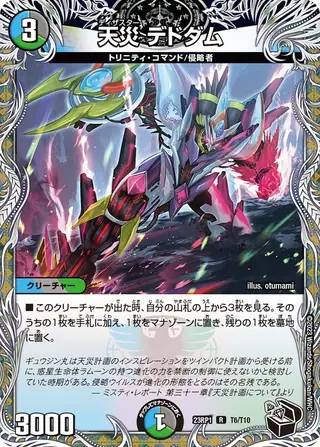 3
ディザスター
天災 デドダム
トリニティ・コマンド/侵略者
illus. otumami
クリーチャー
■このクリーチャーが出た時、自分の山札の上から3枚を見る。その
うちの1枚を手札に加え、1枚をマナゾーンに置き、残りの1枚を墓地
に置く。
ギュウジン丸は天災計画のインスピレーションをツインパクト計画から受ける前
に、惑星生命体ラムーンの持つ進化の力を禁断の制御に使えないかと検
討していた時期がある。侵略ウイルスが進化の形態をとるのはその名残である。
── ミスティ・レポート 第三十一章『天災計画について』より
3000
1
23RP1 R T6/T10